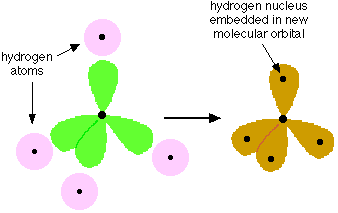 hydrogen
atoms
hydrogen nucleus
embedded in new
molecular orbital